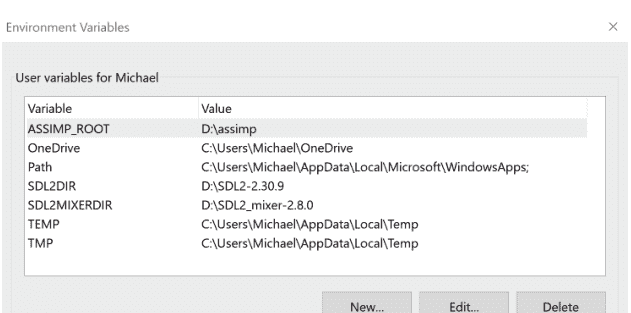 Environment Variables
User variables for Michael
Variable Value
ASSIMP_ROOT D:\assimp
OneDrive C:\Users\Michael\OneDrive
Path C:\Users\Michael\AppData\Local\Microsoft\WindowsApps;
SDL2DIR D:\SDL2-2.30.9
SDL2MIXERDIR D:\SDL2_mixer-2.8.0
TEMP C:\Users\Michael\AppData\Local\Temp
TMP C:\Users\Michael\AppData\Local\Temp
New... Edit... Delete